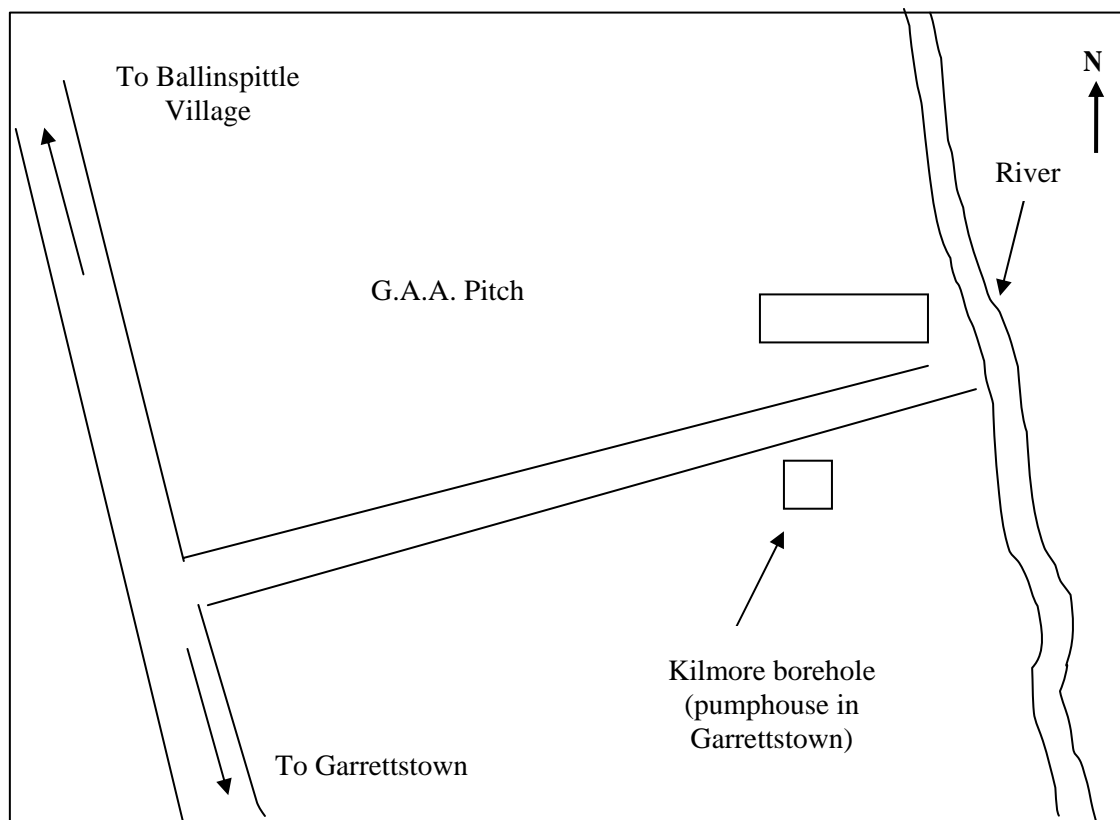 To Ballinspittle
Village
N
River
G.A.A. Pitch
Kilmore borehole
(pumphouse in
Garrettstown)
To Garrettstown